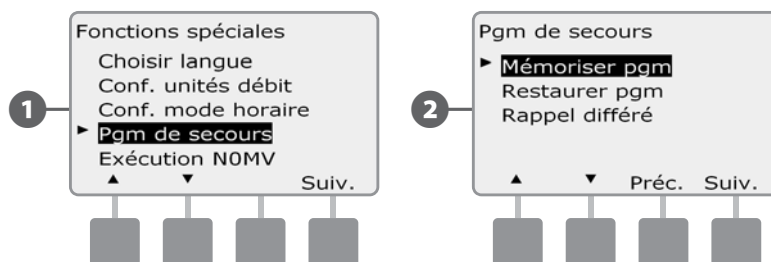 1
Fonctions spéciales
Choisir langue
Conf. unités débit
Conf. mode horaire
► Pgm de secours
Exécution N0MV
▲ ▼ Suiv.
2
Pgm de secours
► Mémoriser pgm
Restaurer pgm
Rappel différé
▲ ▼ Préc. Suiv.